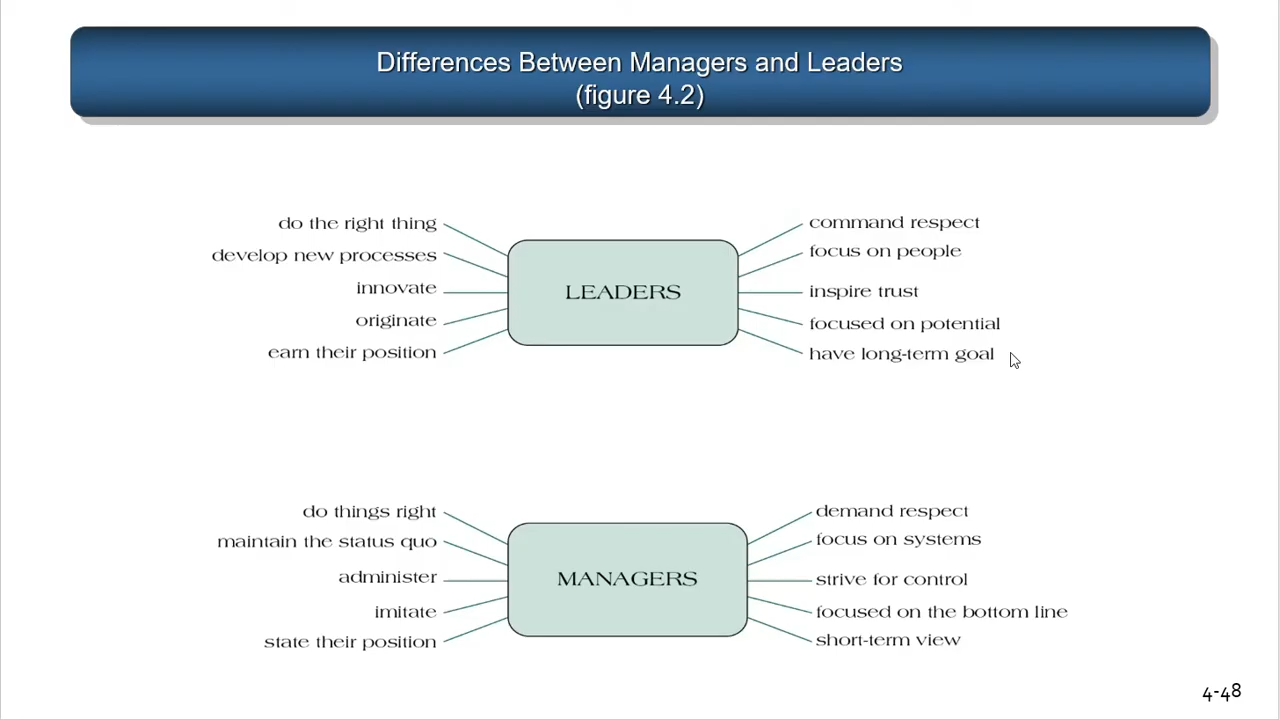 Differences Between Managers and Leaders
(figure 4.2)
do the right thing
develop new processes
innovate
originate
earn their position
LEADERS
command respect
focus on people
inspire trust
focused on potential
have long-term goal
do things right
maintain the status quo
administer
imitate
state their position
MANAGERS
demand respect
focus on systems
strive for control
focused on the bottom line
short-term view
4-48